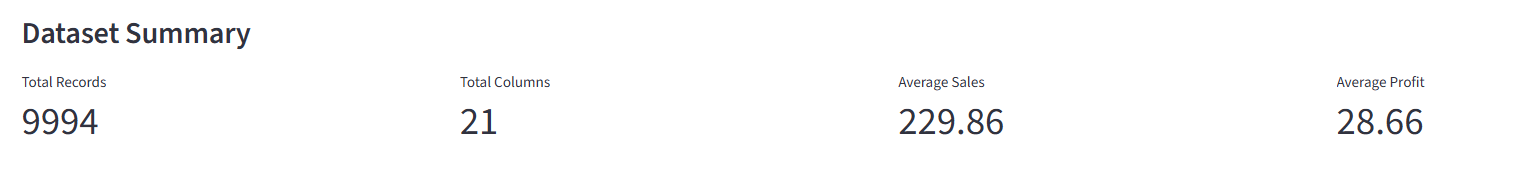 Dataset Summary
Total Records Total Columns Average Sales Average Profit
9994 21 229.86 28.66